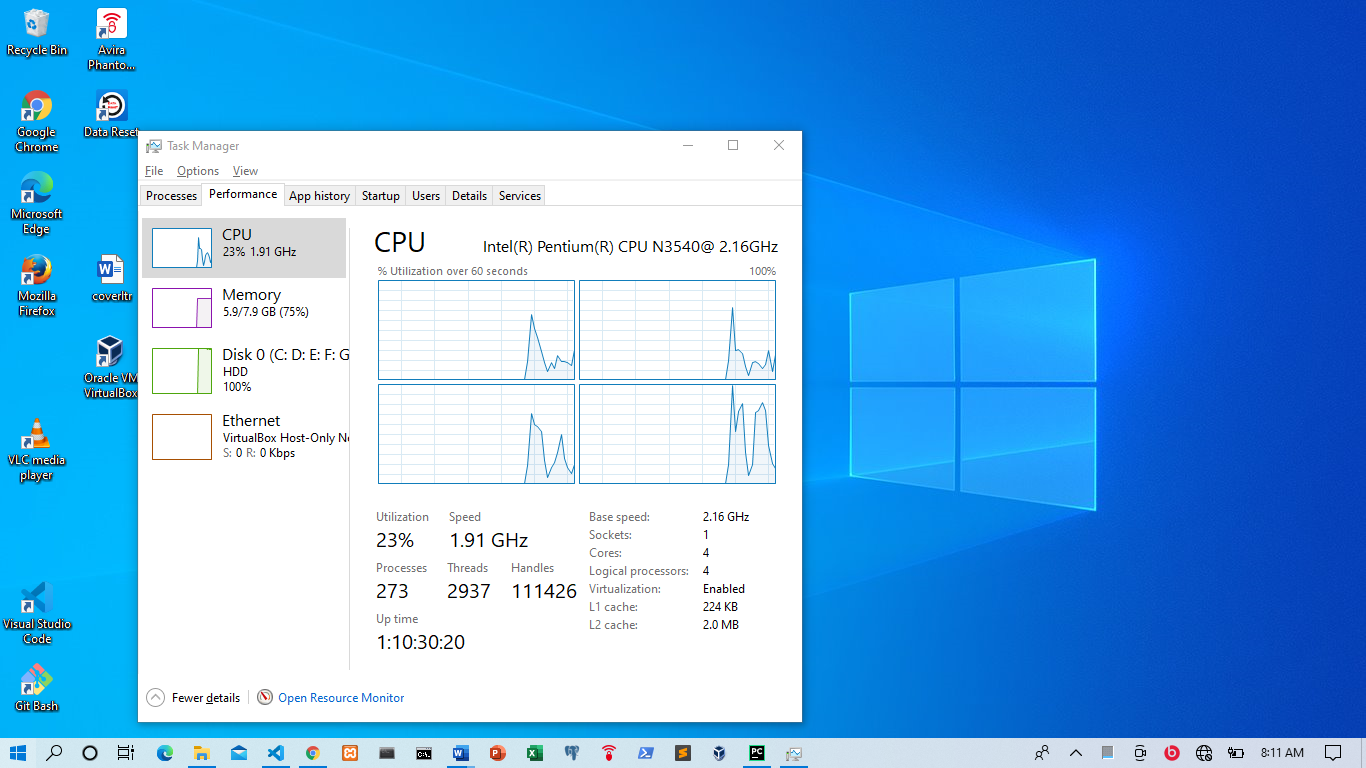 Recycle Bin
Avira
Phanto...
Google
Chrome
Data Reset
Microsoft
Edge
Mozilla
Firefox
coverltr
Oracle VM
VirtualBox
VLC media
player
Visual Studio
Code
Git Bash
Task Manager
File Options View
Processes Performance App history Startup Users Details Services
CPU
23% 1.91 GHz
Memory
5.9/7.9 GB (75%)
Disk 0 (C: D: E: F: G
HDD
100%
Ethernet
VirtualBox Host-Only Ne
S: 0 R: 0 Kbps
CPU Intel(R) Pentium(R) CPU N3540@ 2.16GHz
% Utilization over 60 seconds 100%
Utilization Speed
23% 1.91 GHz
Processes Threads Handles
273 2937 111426
Up time
1:10:30:20
Base speed: 2.16 GHz
Sockets: 1
Cores: 4
Logical processors: 4
Virtualization: Enabled
L1 cache: 224 KB
L2 cache: 2.0 MB
Fewer details Open Resource Monitor
8:11 AM